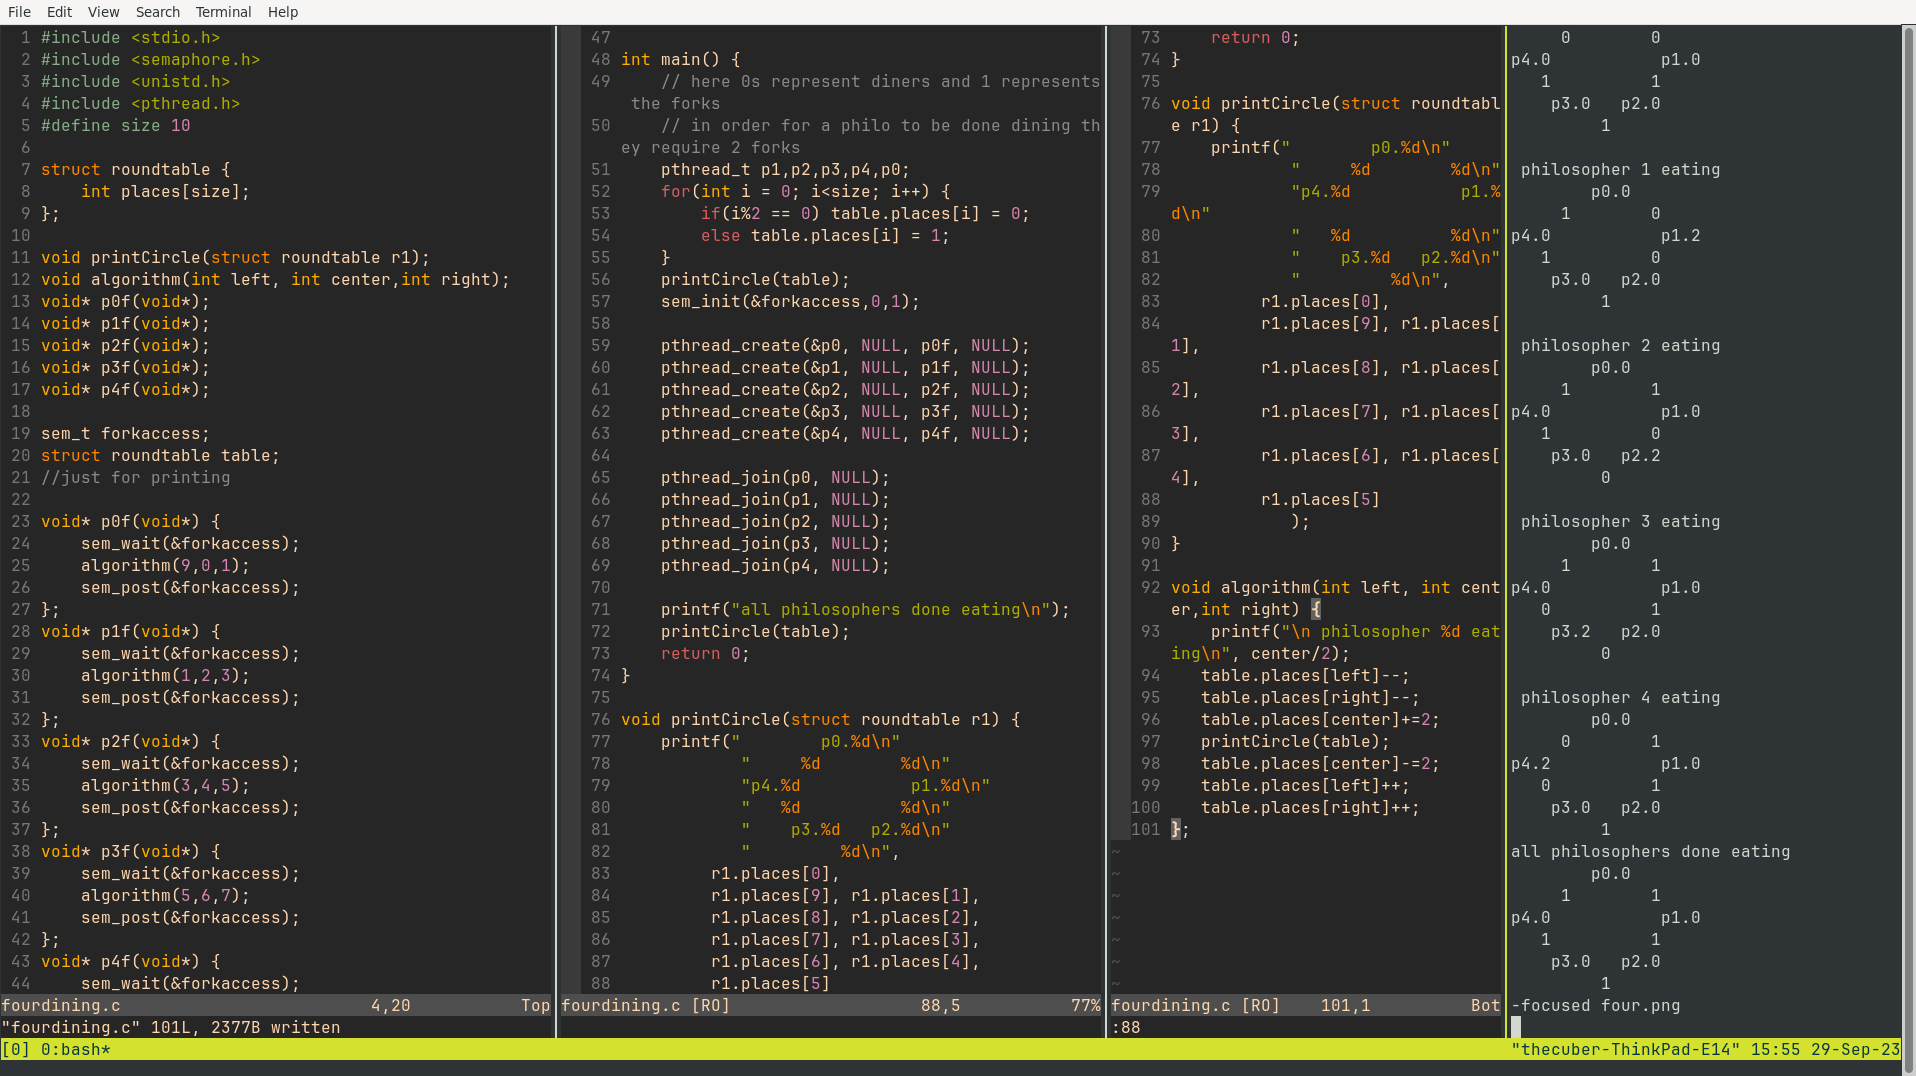 File Edit View Search Terminal Help
1 #include <stdio.h>
2 #include <semaphore.h>
3 #include <unistd.h>
4 #include <pthread.h>
5 #define size 10
6
7 struct roundtable {
8     int places[size];
9 };
10
11 void printCircle(struct roundtable r1);
12 void algorithm(int left, int center,int right);
13 void* p0f(void*);
14 void* p1f(void*);
15 void* p2f(void*);
16 void* p3f(void*);
17 void* p4f(void*);
18
19 sem_t forkaccess;
20 struct roundtable table;
21 //just for printing
22
23 void* p0f(void*) {
24     sem_wait(&forkaccess);
25     algorithm(9,0,1);
26     sem_post(&forkaccess);
27 };
28 void* p1f(void*) {
29     sem_wait(&forkaccess);
30     algorithm(1,2,3);
31     sem_post(&forkaccess);
32 };
33 void* p2f(void*) {
34     sem_wait(&forkaccess);
35     algorithm(3,4,5);
36     sem_post(&forkaccess);
37 };
38 void* p3f(void*) {
39     sem_wait(&forkaccess);
40     algorithm(5,6,7);
41     sem_post(&forkaccess);
42 };
43 void* p4f(void*) {
44     sem_wait(&forkaccess);
fourdining.c 4,20 Top
"fourdining.c" 101L, 2377B written
47
48 int main() {
49     // here 0s represent diners and 1 represents
 the forks
50     // in order for a philo to be done dining th
ey require 2 forks
51     pthread_t p1,p2,p3,p4,p0;
52     for(int i = 0; i<size; i++) {
53         if(i%2 == 0) table.places[i] = 0;
54         else table.places[i] = 1;
55     }
56     printCircle(table);
57     sem_init(&forkaccess,0,1);
58
59     pthread_create(&p0, NULL, p0f, NULL);
60     pthread_create(&p1, NULL, p1f, NULL);
61     pthread_create(&p2, NULL, p2f, NULL);
62     pthread_create(&p3, NULL, p3f, NULL);
63     pthread_create(&p4, NULL, p4f, NULL);
64
65     pthread_join(p0, NULL);
66     pthread_join(p1, NULL);
67     pthread_join(p2, NULL);
68     pthread_join(p3, NULL);
69     pthread_join(p4, NULL);
70
71     printf("all philosophers done eating\n");
72     printCircle(table);
73     return 0;
74 }
75
76 void printCircle(struct roundtable r1) {
77     printf("        p0.%d\n"
78             "     %d        %d\n"
79             "p4.%d           p1.%d\n"
80             "   %d          %d\n"
81             "    p3.%d   p2.%d\n"
82             "         %d\n",
83          r1.places[0],
84          r1.places[9], r1.places[1],
85          r1.places[8], r1.places[2],
86          r1.places[7], r1.places[3],
87          r1.places[6], r1.places[4],
88          r1.places[5]
fourdining.c [RO] 88,5 77%
73     return 0;
74 }
75
76 void printCircle(struct roundtabl
e r1) {
77     printf("        p0.%d\n"
78             "     %d        %d\n"
79             "p4.%d           p1.%
d\n"
80             "   %d          %d\n"
81             "    p3.%d   p2.%d\n"
82             "         %d\n",
83          r1.places[0],
84          r1.places[9], r1.places[
1],
85          r1.places[8], r1.places[
2],
86          r1.places[7], r1.places[
3],
87          r1.places[6], r1.places[
4],
88          r1.places[5]
89             );
90 }
91
92 void algorithm(int left, int cent
er,int right) {
93     printf("\n philosopher %d eat
ing\n", center/2);
94    table.places[left]--;
95    table.places[right]--;
96    table.places[center]+=2;
97    printCircle(table);
98    table.places[center]-=2;
99    table.places[left]++;
100    table.places[right]++;
101 };
~
~
~
~
~
~
~
fourdining.c [RO] 101,1 Bot
:88
     0        0
p4.0           p1.0
   1          1
    p3.0   p2.0
         1

 philosopher 1 eating
        p0.0
     1        0
p4.0           p1.2
   1          0
    p3.0   p2.0
         1

 philosopher 2 eating
        p0.0
     1        1
p4.0           p1.0
   1          0
    p3.0   p2.2
         0

 philosopher 3 eating
        p0.0
     1        1
p4.0           p1.0
   0          1
    p3.2   p2.0
         0

 philosopher 4 eating
        p0.0
     0        1
p4.2           p1.0
   0          1
    p3.0   p2.0
         1
all philosophers done eating
        p0.0
     1        1
p4.0           p1.0
   1          1
    p3.0   p2.0
         1
-focused four.png
[0] 0:bash* "thecuber-ThinkPad-E14" 15:55 29-Sep-23